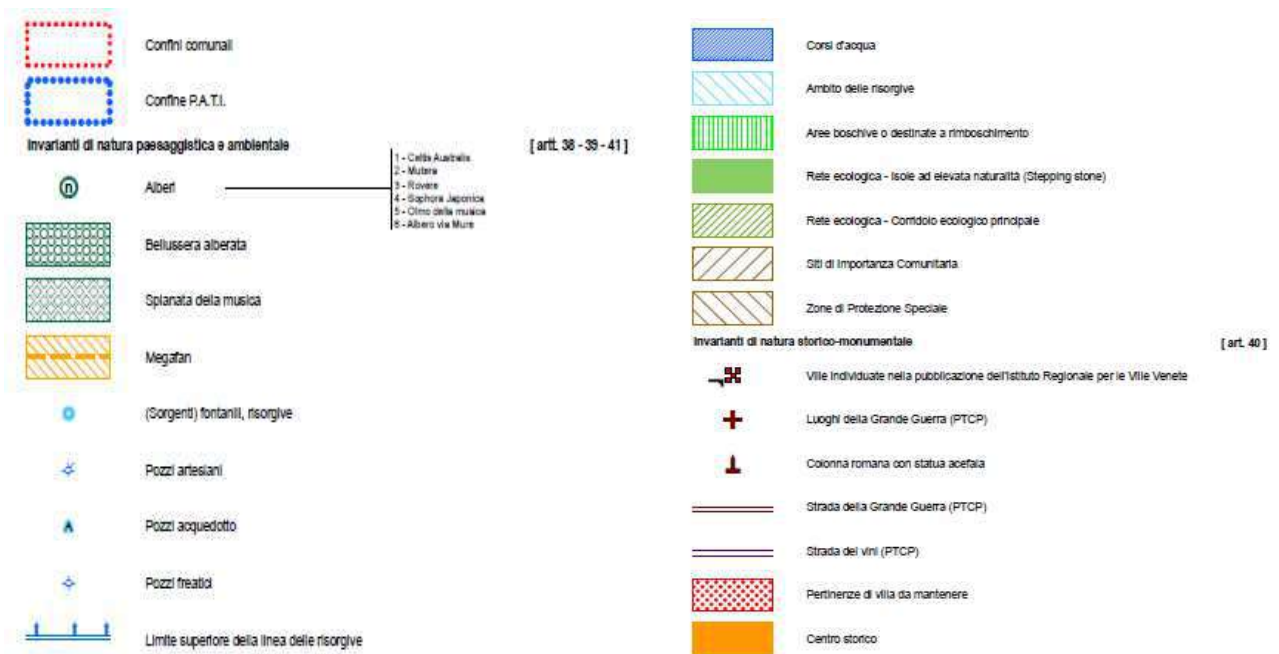 Confini comunali
Confine P.A.T.I.
Invarianti di natura paesaggistica e ambientale [ artt. 38 - 39 - 41 ]
n Alberi
1 - Celtis Australis
2 - Mutera
3 - Rovere
4 - Sophora Japonica
5 - Olmo della musica
6 - Albero via Mure
Bellussera alberata
Spianata della musica
Megafan
(Sorgenti) fontanili, risorgive
Pozzi artesiani
Pozzi acquedotto
Pozzi freatici
Limite superiore della linea delle risorgive
Corsi d'acqua
Ambito delle risorgive
Aree boschive o destinate a rimboschimento
Rete ecologica - Isole ad elevata naturalità (Stepping stone)
Rete ecologica - Corridoio ecologico principale
Siti di Importanza Comunitaria
Zone di Protezione Speciale
Invarianti di natura storico-monumentale [ art. 40 ]
Ville individuate nella pubblicazione dell'Istituto Regionale per le Ville Venete
Luoghi della Grande Guerra (PTCP)
Colonna romana con statua acefala
Strada della Grande Guerra (PTCP)
Strada dei vini (PTCP)
Pertinenze di villa da mantenere
Centro storico